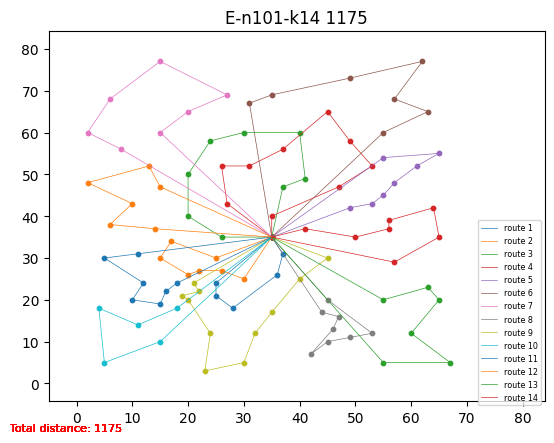 E-n101-k14 1175
80
70
60
50
40
30
20
10
0
0 10 20 30 40 50 60 70 80
route 1
route 2
route 3
route 4
route 5
route 6
route 7
route 8
route 9
route 10
route 11
route 12
route 13
route 14
Total distance: 1175